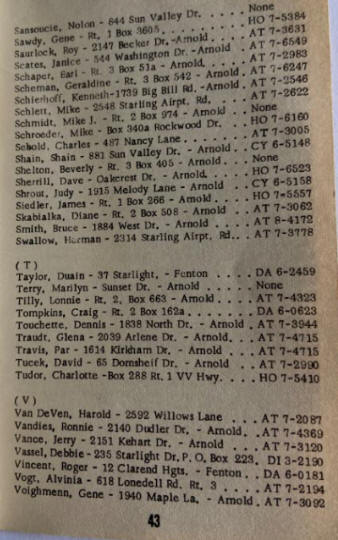 Sansoucie, Nolon - 644 Sun Valley Dr. . . None
Sawdy, Gene - Rt. 1 Box 3605. . . . . HO 7-5384
Saurlock, Roy - 2147 Becker Dr. -Arnold . AT 7-3631
Scates, Janice - 544 Washington Dr. -Arnold . AT 7-6549
Schaper, Earl - Rt. 3 Box 51a - Arnold. . . AT 7-2983
Scheman, Geraldine - Rt. 3 Box 542 - Arnold . AT 7-6247
Schierhoff, Kenneth-1739 Big Bill Rd. -Arnold . AT 7-2546
Schlett, Mike - 2548 Starling Airpt. Rd. . . AT 7-2622
Schmidt, Mike J. - Rt. 2 Box 974 - Arnold . None
Schroeder, Mike - Box 340a Rockwood Dr. . HO 7-6160
Sebold, Charles - 487 Nancy Lane. . . . . AT 7-3005
Shain, Shain - 881 Sun Valley Dr. - Arnold . CY 6-5148
Shelton, Beverly - Rt. 3 Box 405 - Arnold . None
Sherrill, Dave - Oakcrest Dr. - Arnold. . . HO 7-6523
Shrout, Judy - 1915 Melody Lane - Arnold . CY 6-5158
Siedler, James - Rt. 1 Box 266 - Arnold . HO 7-5557
Skabialka, Diane - Rt. 2 Box 508 - Arnold . AT 7-3062
Smith, Bruce - 1884 West Dr. - Arnold . . AT 8-4172
Swallow, Herman - 2314 Starling Airpt. Rd. . . AT 7-3778
( T )
Taylor, Duain - 37 Starlight, - Fenton . . . . DA 6-2459
Terry, Marilyn - Sunset Dr. - Arnold . . . . None
Tilly, Lonnie - Rt. 2, Box 663 - Arnold . . . AT 7-4323
Tompkins, Craig - Rt. 2 Box 162a . . . . . DA 6-0623
Touchette, Dennis - 1838 North Dr. - Arnold . AT 7-3944
Traudt, Glena - 2039 Arlene Dr. - Arnold. . . AT 7-4715
Travis, Par - 1614 Kirkham Dr. - Arnold . . . AT 7-4715
Tucek, David - 65 Domsheif Dr. - Arnold . . AT 7-2990
Tudor, Charlotte -Box 288 Rt. 1 VV Hwy. . . . HO 7-5410
( V )
Van DeVen, Harold - 2592 Willows Lane . . . AT 7-2087
Vandies, Ronnie - 2140 Dudler Dr. - Arnold. . AT 7-4369
Vance, Jerry - 2151 Kehart Dr. - Arnold . . . AT 7-3120
Vassel, Debbie - 235 Starlight Dr. P. O. Box 223. DI 3-2190
Vincent, Roger - 12 Clarend Hgts. - Fenton . . DA 6-0181
Vogt, Alvinia - 618 Lonedell Rd. Rt. 3 . . . . AT 7-2194
Voighmenn, Gene - 1940 Maple La. - Arnold . AT 7-3092
43